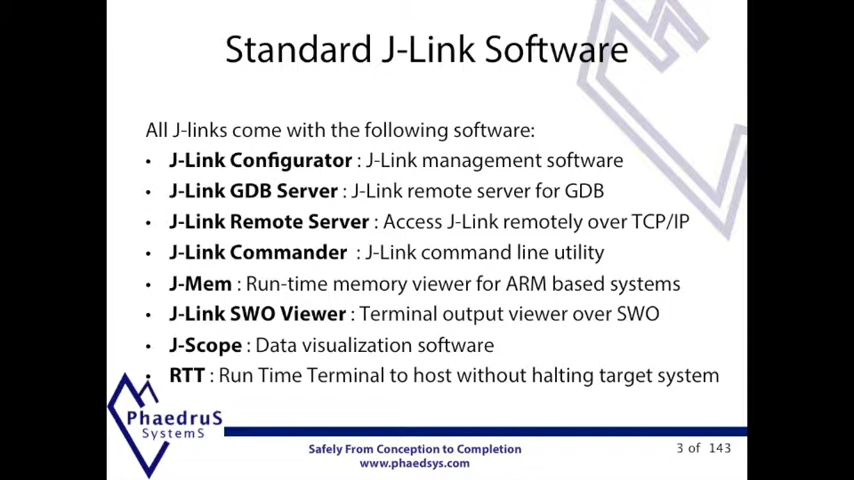 Standard J-Link Software
All J-links come with the following software:
• J-Link Configurator : J-Link management software
• J-Link GDB Server : J-Link remote server for GDB
• J-Link Remote Server : Access J-Link remotely over TCP/IP
• J-Link Commander : J-Link command line utility
• J-Mem : Run-time memory viewer for ARM based systems
• J-Link SWO Viewer : Terminal output viewer over SWO
• J-Scope : Data visualization software
• RTT : Run Time Terminal to host without halting target system
PhaedruS
SystemS
Safely From Conception to Completion
www.phaedsys.com
3 of 143